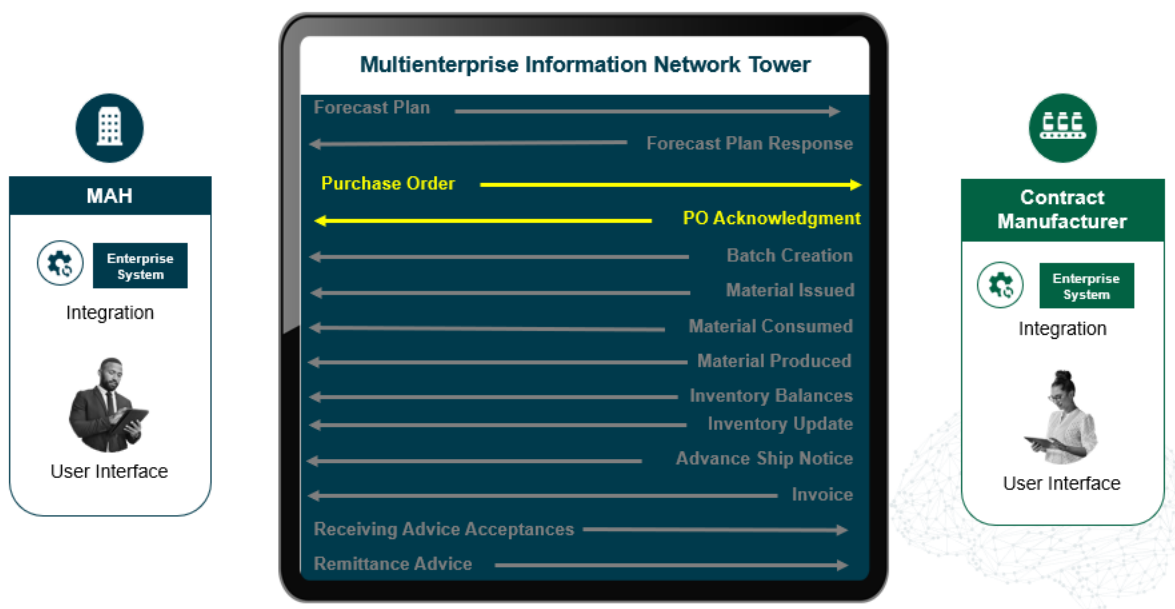 Multienterprise Information Network Tower
MAH
Enterprise
System
Integration
User Interface
Forecast Plan
Forecast Plan Response
Purchase Order
PO Acknowledgment
Batch Creation
Material Issued
Material Consumed
Material Produced
Inventory Balances
Inventory Update
Advance Ship Notice
Invoice
Receiving Advice Acceptances
Remittance Advice
Contract
Manufacturer
Enterprise
System
Integration
User Interface